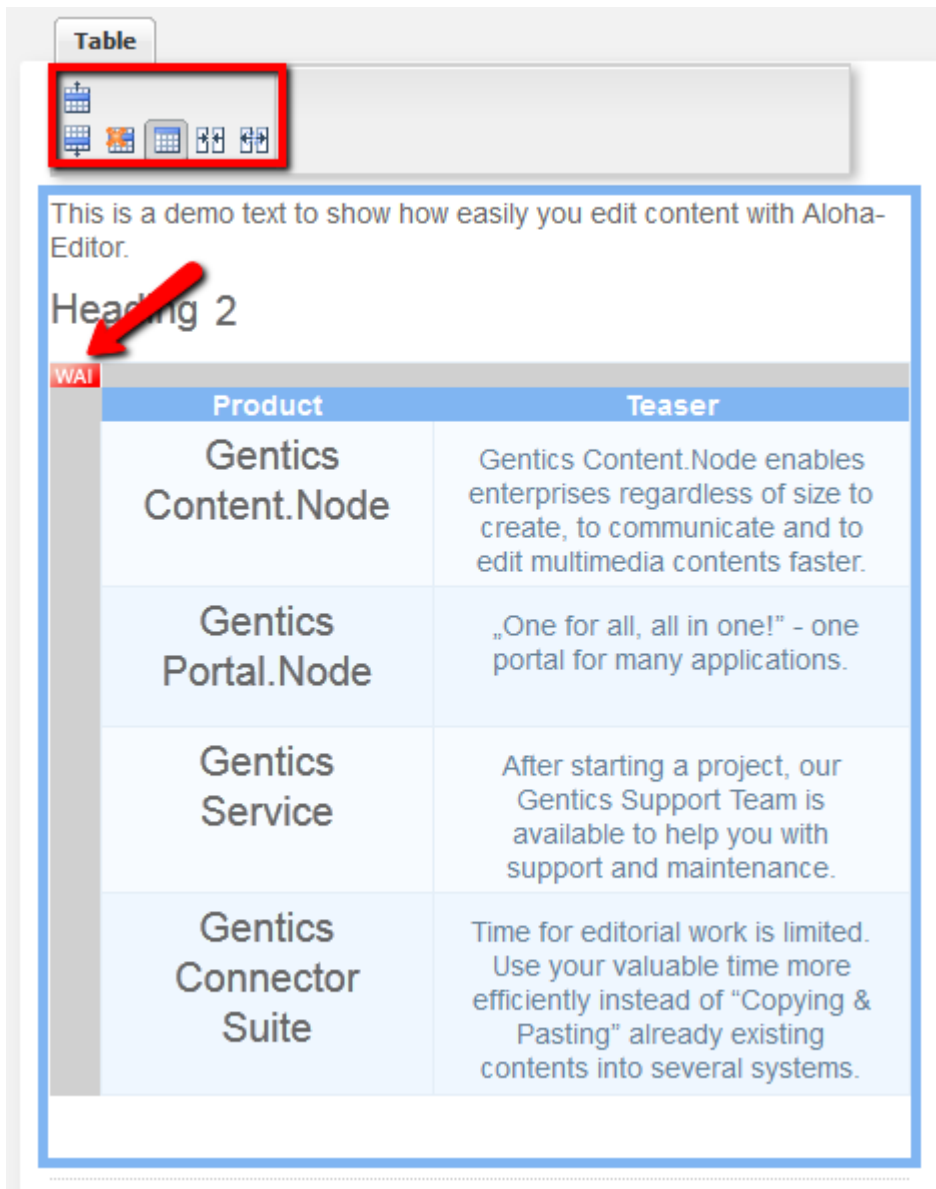 Table
This is a demo text to show how easily you edit content with Aloha-
Editor.
Heading 2
WAI
Product Teaser
Gentics
Content.Node
Gentics Content.Node enables
enterprises regardless of size to
create, to communicate and to
edit multimedia contents faster.
Gentics
Portal.Node
„One for all, all in one!” - one
portal for many applications.
Gentics
Service
After starting a project, our
Gentics Support Team is
available to help you with
support and maintenance.
Gentics
Connector
Suite
Time for editorial work is limited.
Use your valuable time more
efficiently instead of “Copying &
Pasting” already existing
contents into several systems.